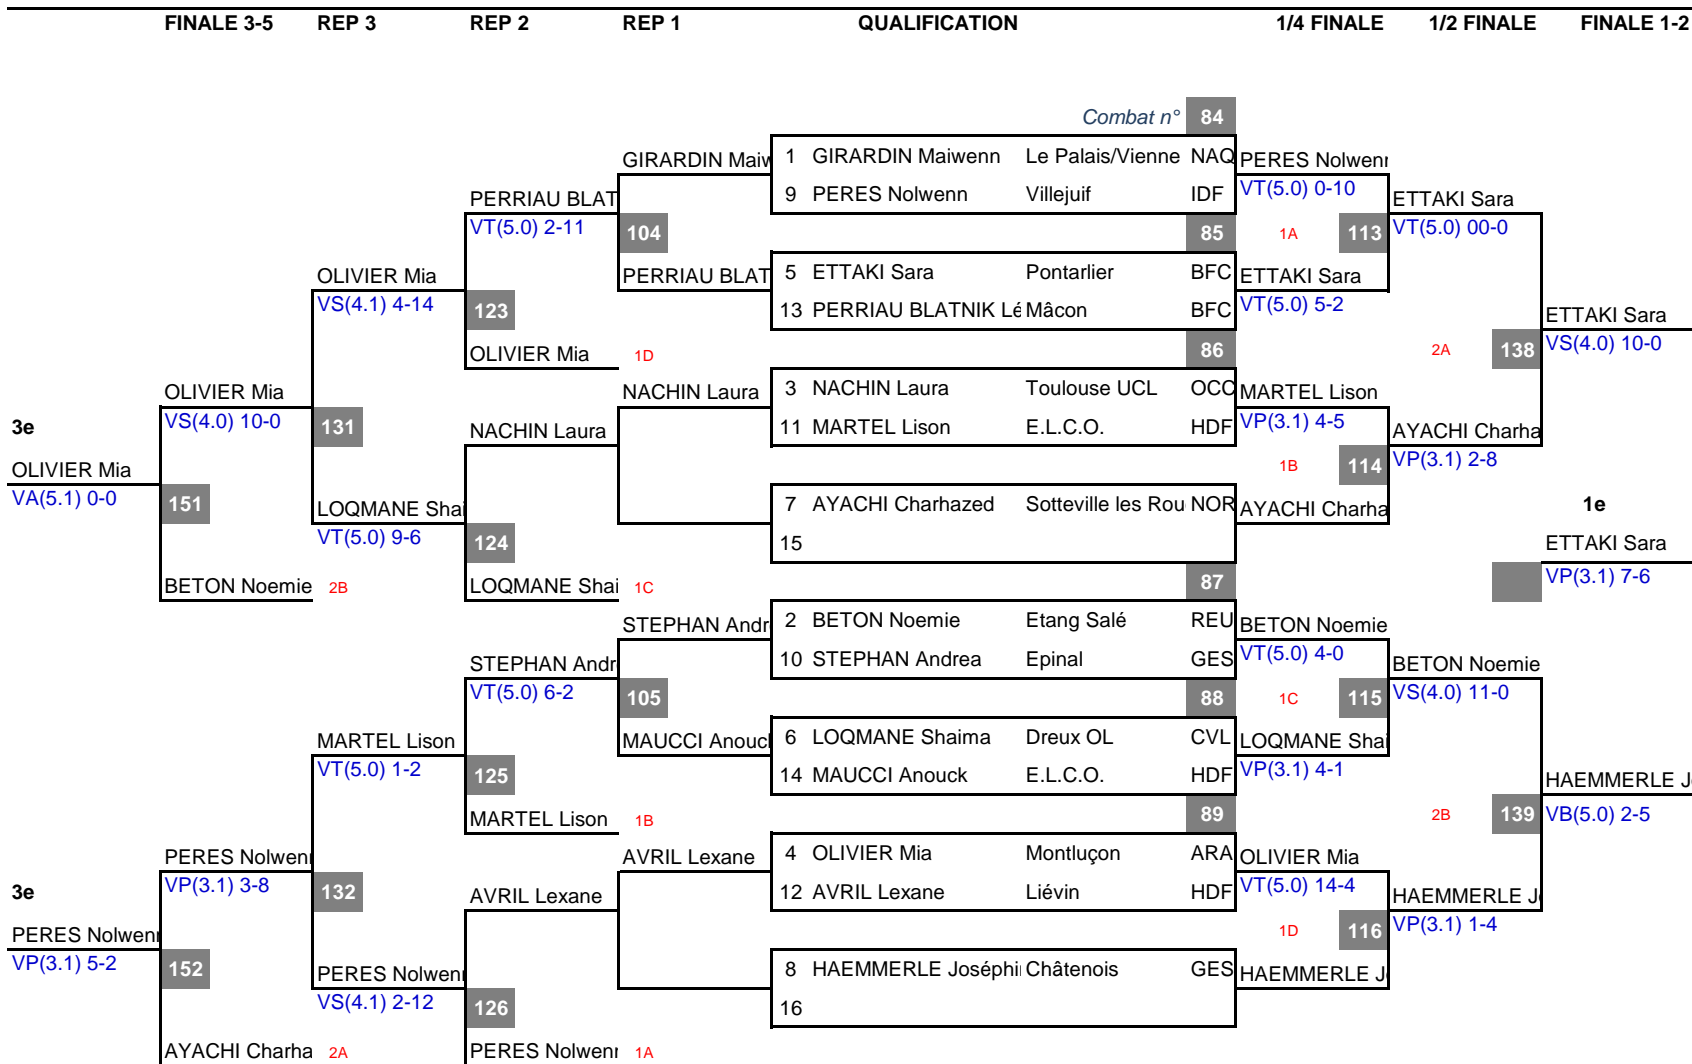 FINALE 3-5 REP 3 REP 2 REP 1 QUALIFICATION 1/4 FINALE 1/2 FINALE FINALE 1-2
Combat n° 84
GIRARDIN Maiw 1 GIRARDIN Maiwenn Le Palais/Vienne NAQ PERES Nolwenn
PERRIAU BLAT 9 PERES Nolwenn Villejuif IDF VT(5.0) 0-10 ETTAKI Sara
VT(5.0) 2-11 104 85 1A 113 VT(5.0) 00-0
OLIVIER Mia PERRIAU BLAT 5 ETTAKI Sara Pontarlier BFC ETTAKI Sara
VS(4.1) 4-14 123 13 PERRIAU BLATNIK Lé Mâcon BFC VT(5.0) 5-2 ETTAKI Sara
OLIVIER Mia 1D 86 2A 138 VS(4.0) 10-0
OLIVIER Mia NACHIN Laura 3 NACHIN Laura Toulouse UCL OCC MARTEL Lison
3e VS(4.0) 10-0 131 NACHIN Laura 11 MARTEL Lison E.L.C.O. HDF VP(3.1) 4-5 AYACHI Charha
OLIVIER Mia 1B 114 VP(3.1) 2-8
VA(5.1) 0-0 151 LOQMANE Shai 7 AYACHI Charhazed Sotteville les Rou NOR AYACHI Charha 1e
VT(5.0) 9-6 124 15 ETTAKI Sara
BETON Noemie 2B LOQMANE Shai 1C 87 VP(3.1) 7-6
STEPHAN Andr 2 BETON Noemie Etang Salé REU BETON Noemie
STEPHAN Andr 10 STEPHAN Andrea Epinal GES VT(5.0) 4-0 BETON Noemie
VT(5.0) 6-2 105 88 1C 115 VS(4.0) 11-0
MARTEL Lison MAUCCI Anouck 6 LOQMANE Shaima Dreux OL CVL LOQMANE Shai
VT(5.0) 1-2 125 14 MAUCCI Anouck E.L.C.O. HDF VP(3.1) 4-1 HAEMMERLE J
MARTEL Lison 1B 89 2B 139 VB(5.0) 2-5
PERES Nolwenn AVRIL Lexane 4 OLIVIER Mia Montluçon ARA OLIVIER Mia
3e VP(3.1) 3-8 132 AVRIL Lexane 12 AVRIL Lexane Liévin HDF VT(5.0) 14-4 HAEMMERLE J
PERES Nolwenn 1D 116 VP(3.1) 1-4
VP(3.1) 5-2 152 PERES Nolwenn 8 HAEMMERLE Joséphi Châtenois GES HAEMMERLE J
VS(4.1) 2-12 126 16
AYACHI Charha 2A PERES Nolwenn 1A